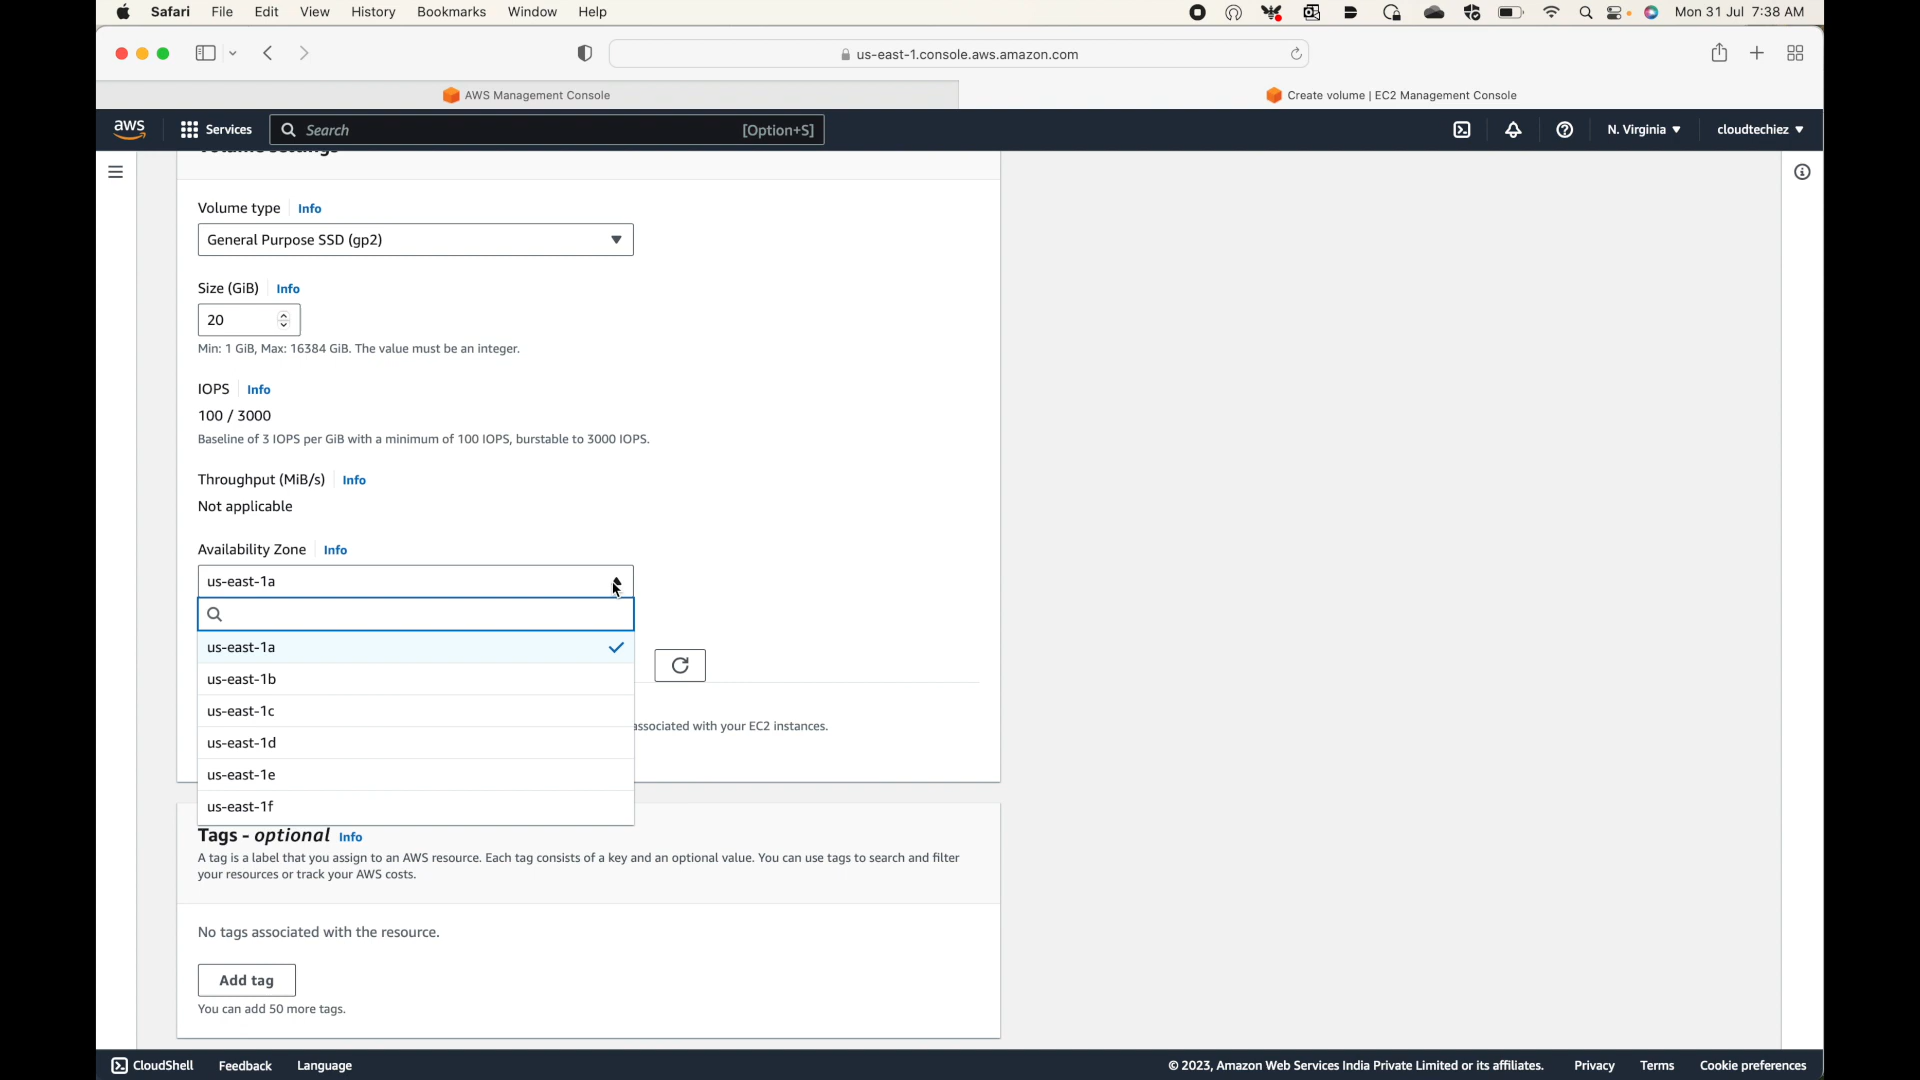 Safari File Edit View History Bookmarks Window Help Mon 31 Jul 7:38 AM
us-east-1.console.aws.amazon.com
AWS Management Console Create volume | EC2 Management Console
aws Services Search [Option+S] N. Virginia cloudtechiez
Volume settings
Volume type Info
General Purpose SSD (gp2)
Size (GiB) Info
20
Min: 1 GiB, Max: 16384 GiB. The value must be an integer.
IOPS Info
100 / 3000
Baseline of 3 IOPS per GiB with a minimum of 100 IOPS, burstable to 3000 IOPS.
Throughput (MiB/s) Info
Not applicable
Availability Zone Info
us-east-1a
us-east-1a
us-east-1b
us-east-1c
associated with your EC2 instances.
us-east-1d
us-east-1e
us-east-1f
Tags - optional Info
A tag is a label that you assign to an AWS resource. Each tag consists of a key and an optional value. You can use tags to search and filter
your resources or track your AWS costs.
No tags associated with the resource.
Add tag
You can add 50 more tags.
CloudShell Feedback Language © 2023, Amazon Web Services India Private Limited or its affiliates. Privacy Terms Cookie preferences